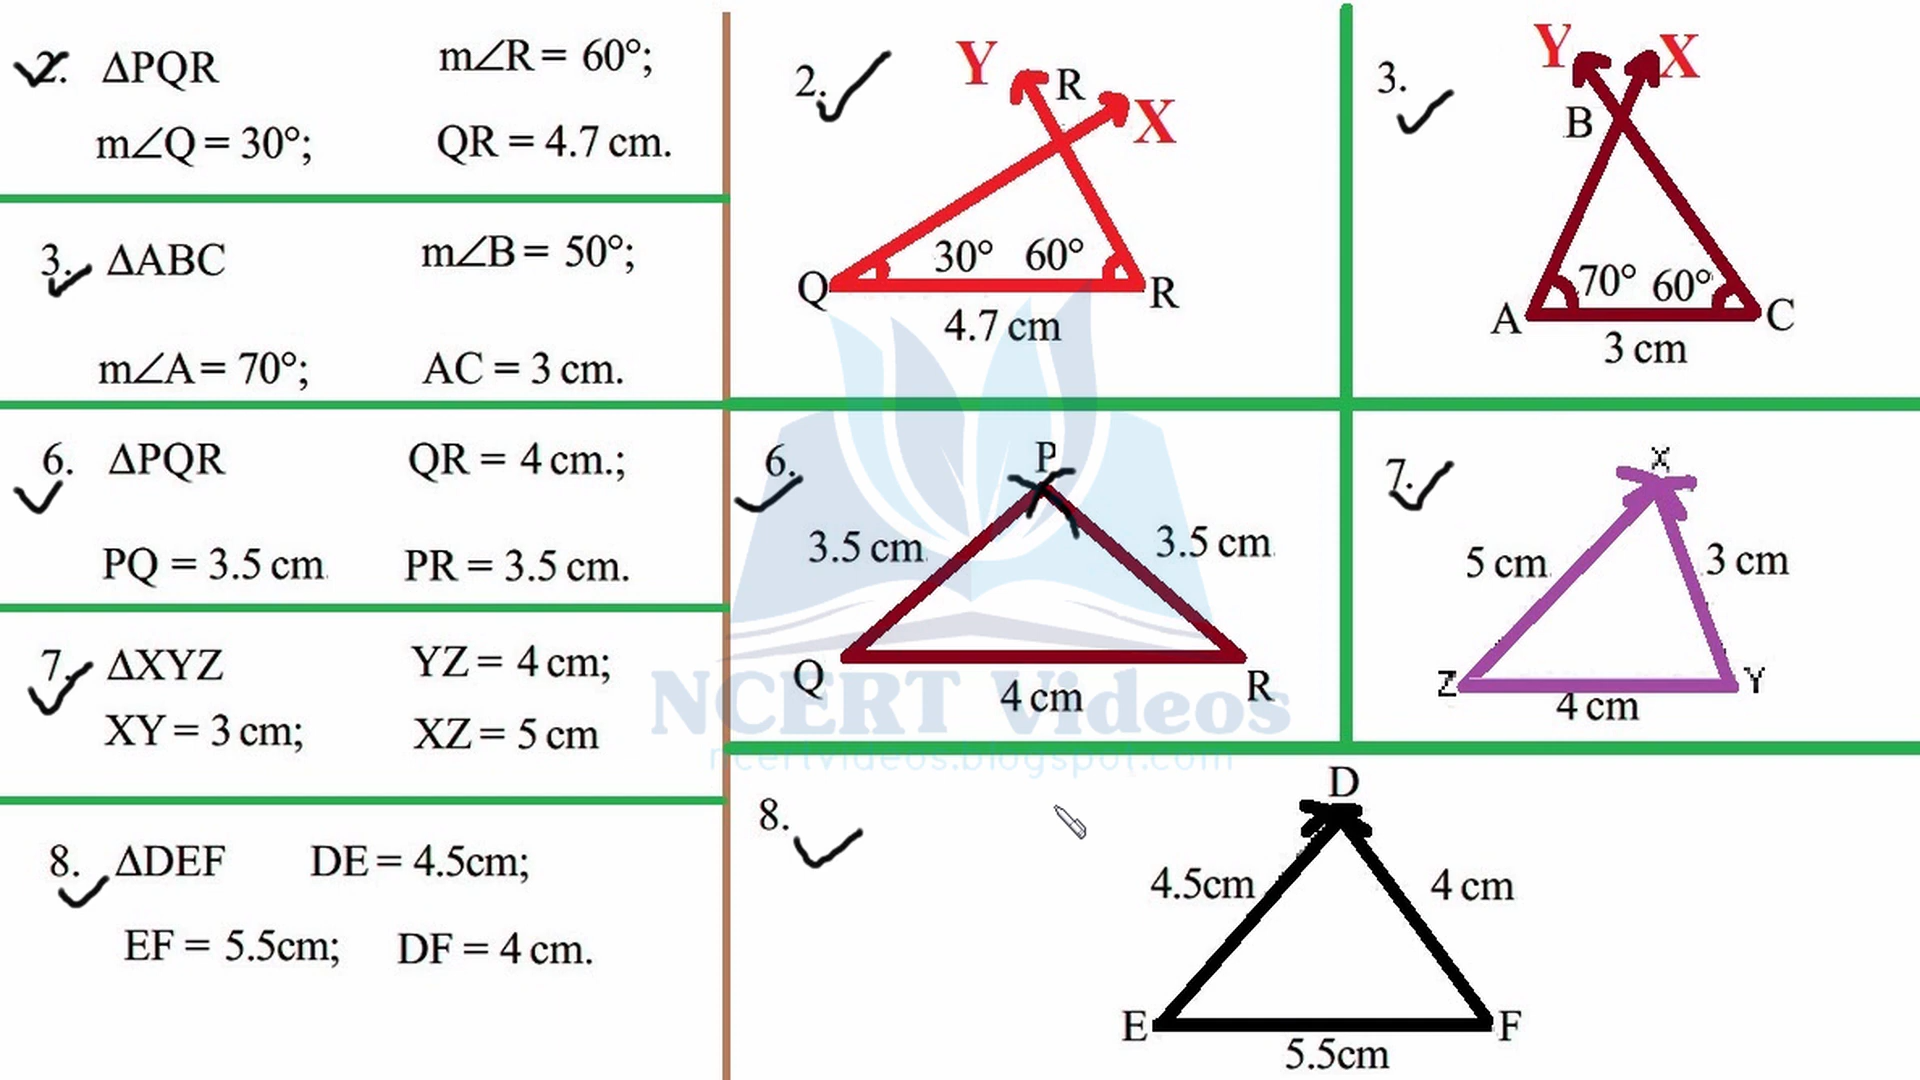 2. ΔPQR m∠R = 60°;
m∠Q = 30°; QR = 4.7 cm.
3. ΔABC m∠B = 50°;
m∠A = 70°; AC = 3 cm.
6. ΔPQR QR = 4 cm.;
PQ = 3.5 cm PR = 3.5 cm.
7. ΔXYZ YZ = 4 cm;
XY = 3 cm; XZ = 5 cm
8. ΔDEF DE = 4.5cm;
EF = 5.5cm; DF = 4 cm.
2.
Y R X
30° 60°
Q R
4.7 cm
3.
Y X
B
70° 60°
A C
3 cm
6.
P
3.5 cm 3.5 cm
Q R
4 cm
7.
X
5 cm 3 cm
Z Y
4 cm
NCERT Videos
ncertvideos.blogspot.com
8.
D
4.5cm 4 cm
E F
5.5cm